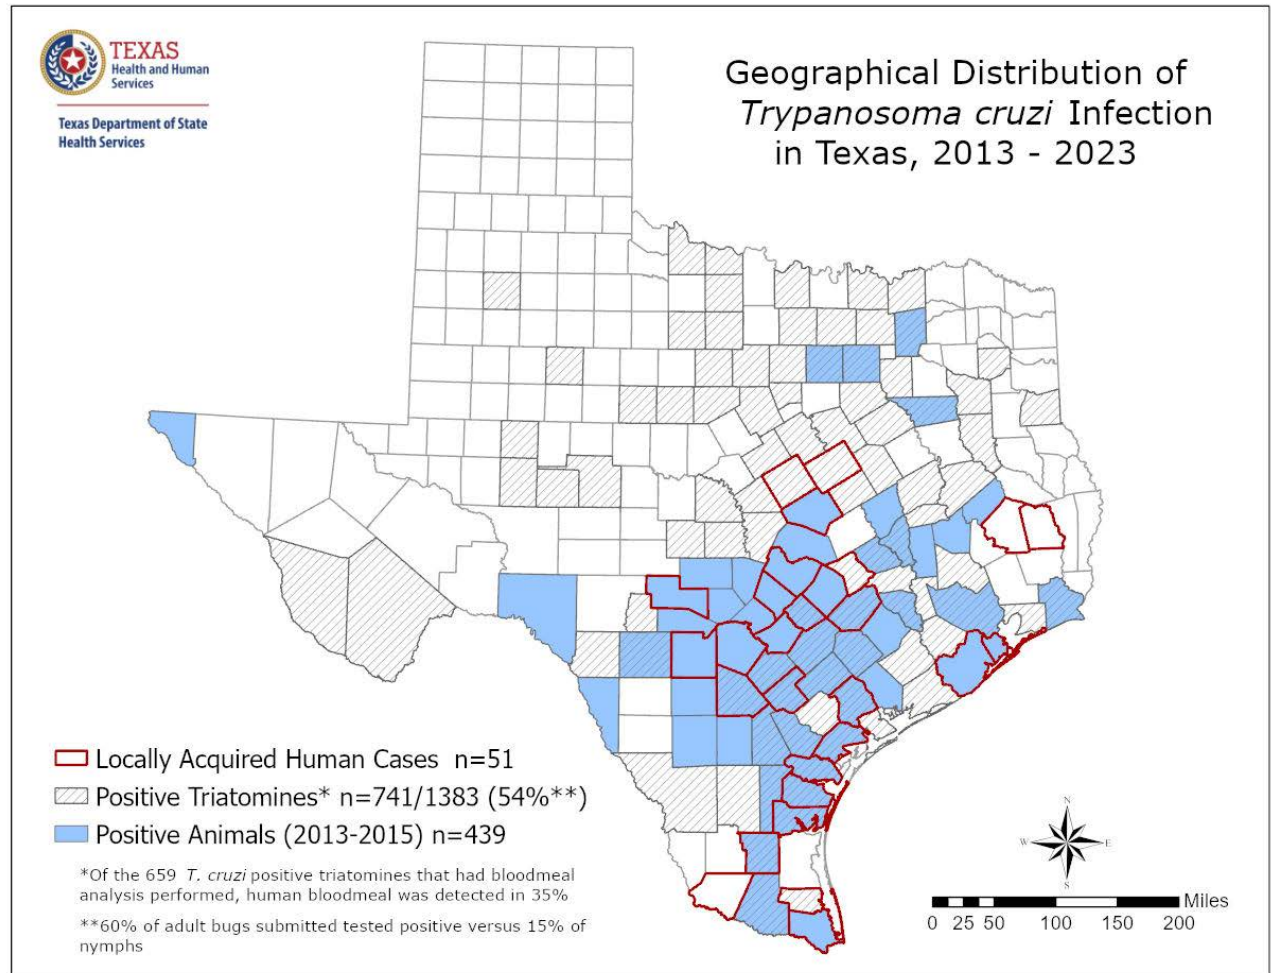 TEXAS
Health and Human
Services
Texas Department of State
Health Services
Geographical Distribution of
Trypanosoma cruzi Infection
in Texas, 2013 - 2023
Locally Acquired Human Cases n=51
Positive Triatomines* n=741/1383 (54%**)
Positive Animals (2013-2015) n=439
*Of the 659 T. cruzi positive triatomines that had bloodmeal
analysis performed, human bloodmeal was detected in 35%
**60% of adult bugs submitted tested positive versus 15% of
nymphs
N
W E
S
Miles
0 25 50 100 150 200